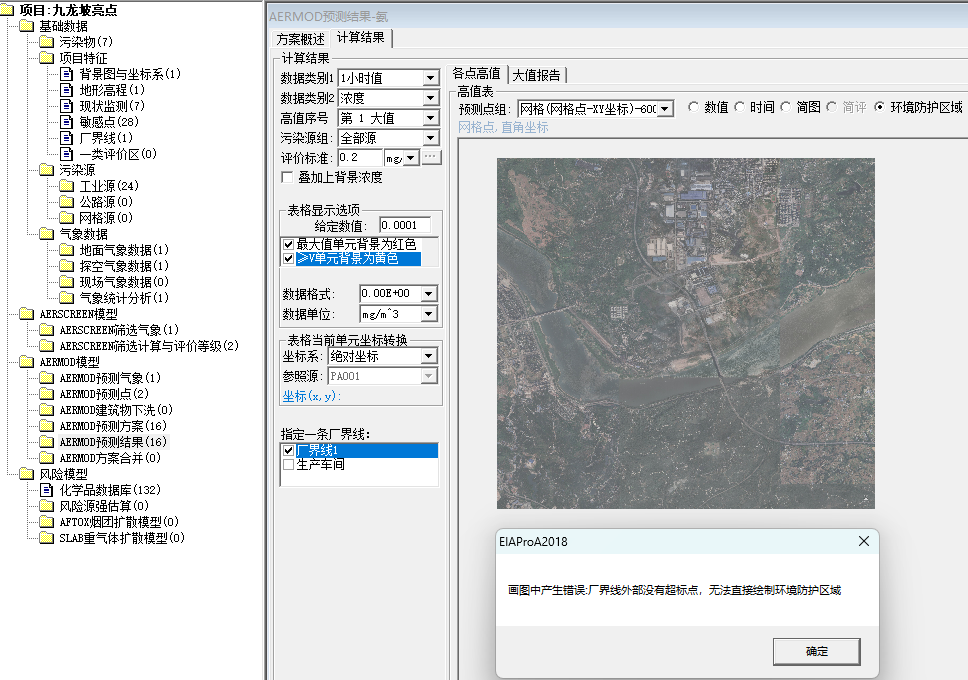 项目:九龙坡亮点
基础数据
污染物(7)
项目特征
背景图与坐标系(1)
地形高程(1)
现状监测(7)
敏感点(28)
厂界线(1)
一类评价区(0)
污染源
工业源(24)
公路源(0)
网格源(0)
气象数据
地面气象数据(1)
探空气象数据(1)
现场气象数据(0)
气象统计分析(1)
AERSCREEN模型
AERSCREEN筛选气象(1)
AERSCREEN筛选计算与评价等级(2)
AERMOD模型
AERMOD预测气象(1)
AERMOD预测点(2)
AERMOD建筑物下洗(0)
AERMOD预测方案(16)
AERMOD预测结果(16)
AERMOD方案合并(0)
风险模型
化学品数据库(132)
风险源强估算(0)
AFTOX烟团扩散模型(0)
SLAB重气体扩散模型(0)
AERMOD预测结果-氨
方案概述 计算结果
计算结果
数据类别1 1小时值
数据类别2 浓度
高值序号 第 1 大值
污染源组: 全部源
评价标准: 0.2 mg/ ...
叠加上背景浓度
表格显示选项
给定数值: 0.0001
最大值单元背景为红色
≥V单元背景为黄色
数据格式: 0.00E+00
数据单位: mg/m^3
表格当前单元坐标转换
坐标系: 绝对坐标
参照源: PA001
坐标(x,y):
指定一条厂界线:
厂界线1
生产车间
各点高值 大值报告
高值表
预测点组: 网格(网格点-XY坐标)-600 数值 时间 简图 简评 环境防护区域
网格点,直角坐标
EIAProA2018
画图中产生错误:厂界线外部没有超标点，无法直接绘制环境防护区域
确定